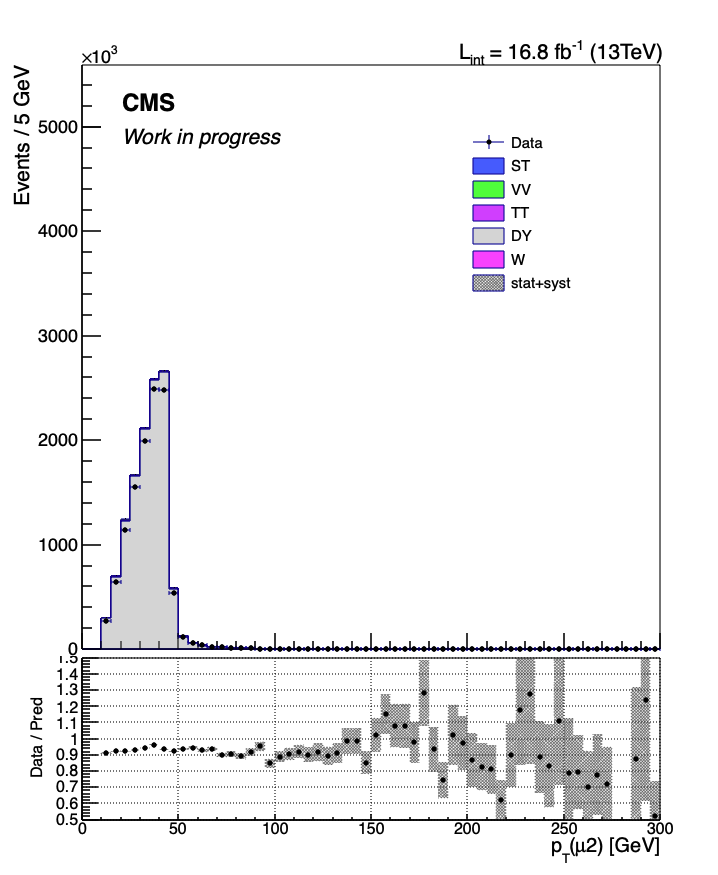 ×10³
L_int = 16.8 fb⁻¹ (13TeV)
Events / 5 GeV
CMS
Work in progress
Data
ST
VV
TT
DY
W
stat+syst
5000
4000
3000
2000
1000
0
Data / Pred
1.5
1.4
1.3
1.2
1.1
1
0.9
0.8
0.7
0.6
0.5
0 50 100 150 200 250 300
p_T(μ2) [GeV]